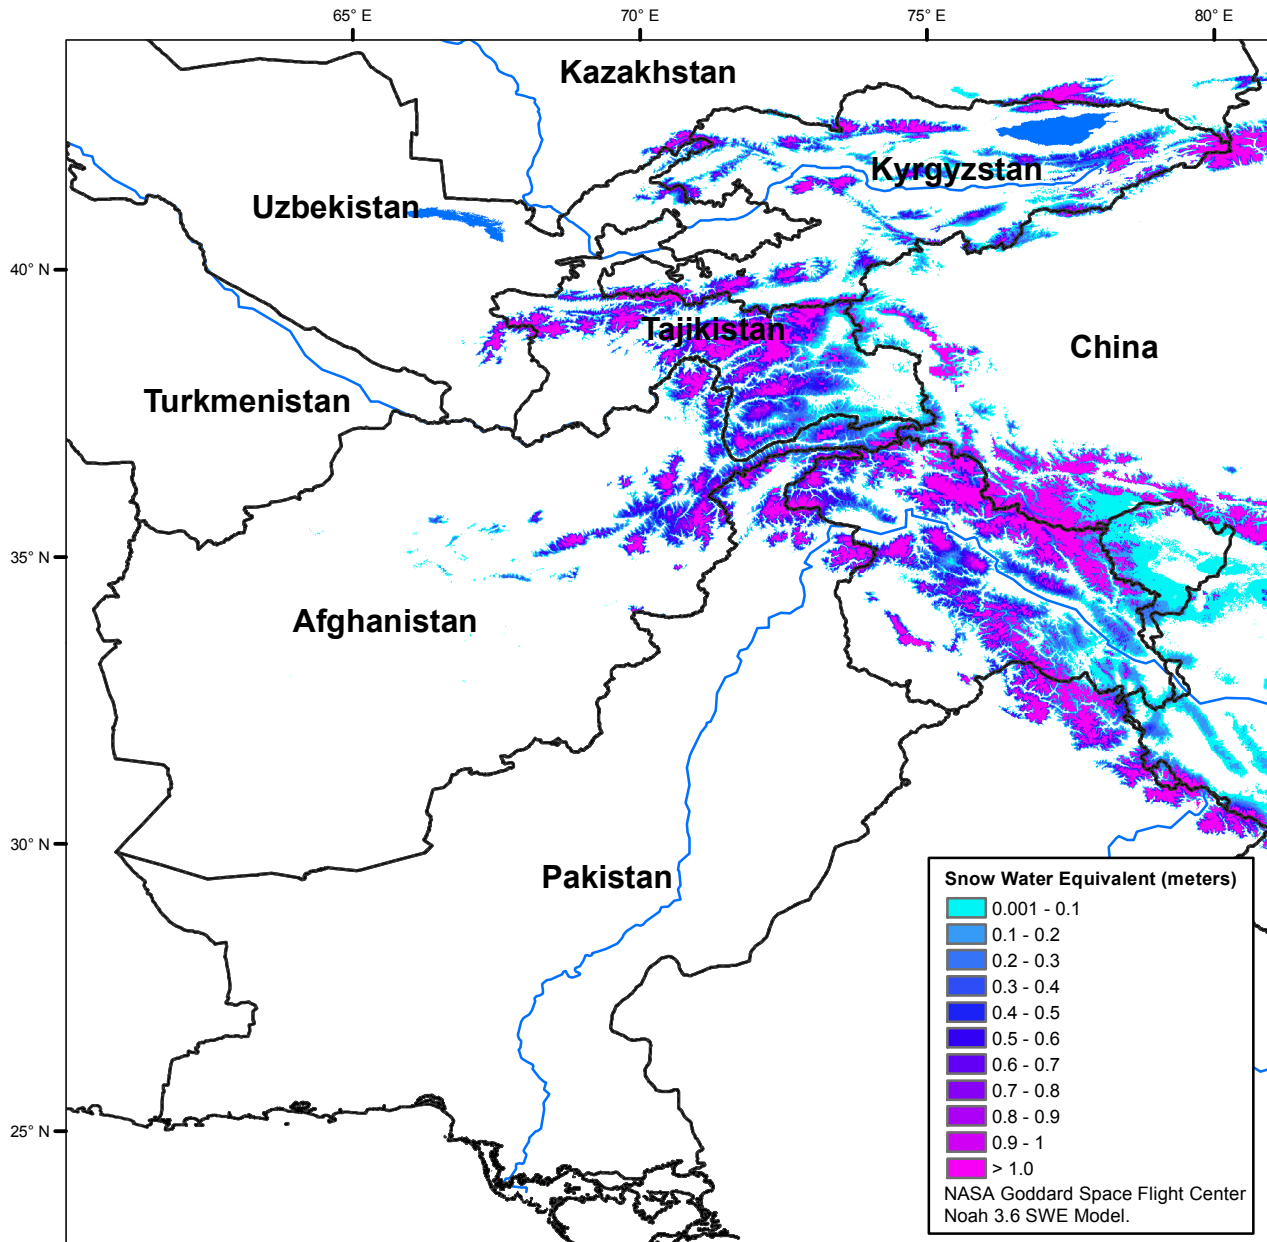 65° E
70° E
75° E
80° E
Kazakhstan
Kyrgyzstan
Uzbekistan
40° N
Tajikistan
China
Turkmenistan
35° N
Afghanistan
30° N
Pakistan
25° N
Snow Water Equivalent (meters)
0.001 - 0.1
0.1 - 0.2
0.2 - 0.3
0.3 - 0.4
0.4 - 0.5
0.5 - 0.6
0.6 - 0.7
0.7 - 0.8
0.8 - 0.9
0.9 - 1
> 1.0
NASA Goddard Space Flight Center
Noah 3.6 SWE Model.